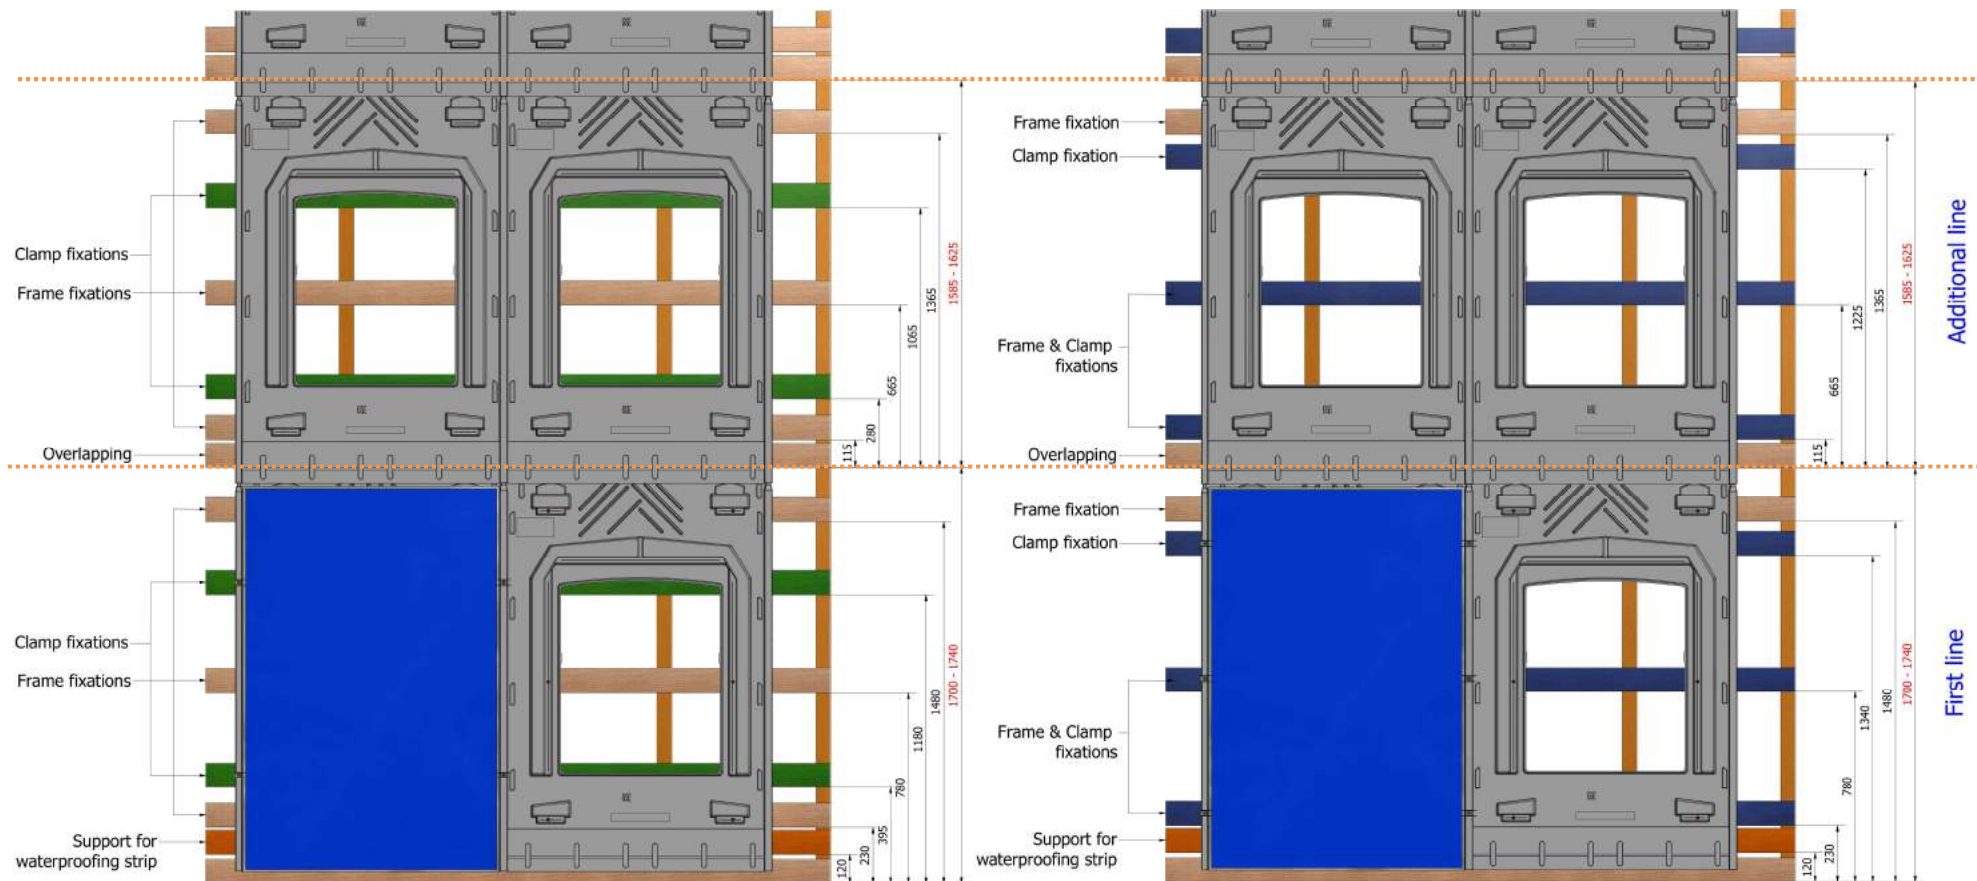 Clamp fixations
Frame fixations
Overlapping
1365
1065
665
280
115
1585 - 1625
Clamp fixations
Frame fixations
Support for
waterproofing strip
1480
1180
780
395
230
120
1700 - 1740
Frame fixation
Clamp fixation
Frame & Clamp
fixations
Overlapping
1365
1225
665
115
1585 - 1625
Additional line
Frame fixation
Clamp fixation
Frame & Clamp
fixations
Support for
waterproofing strip
1480
1340
780
230
120
1700 - 1740
First line